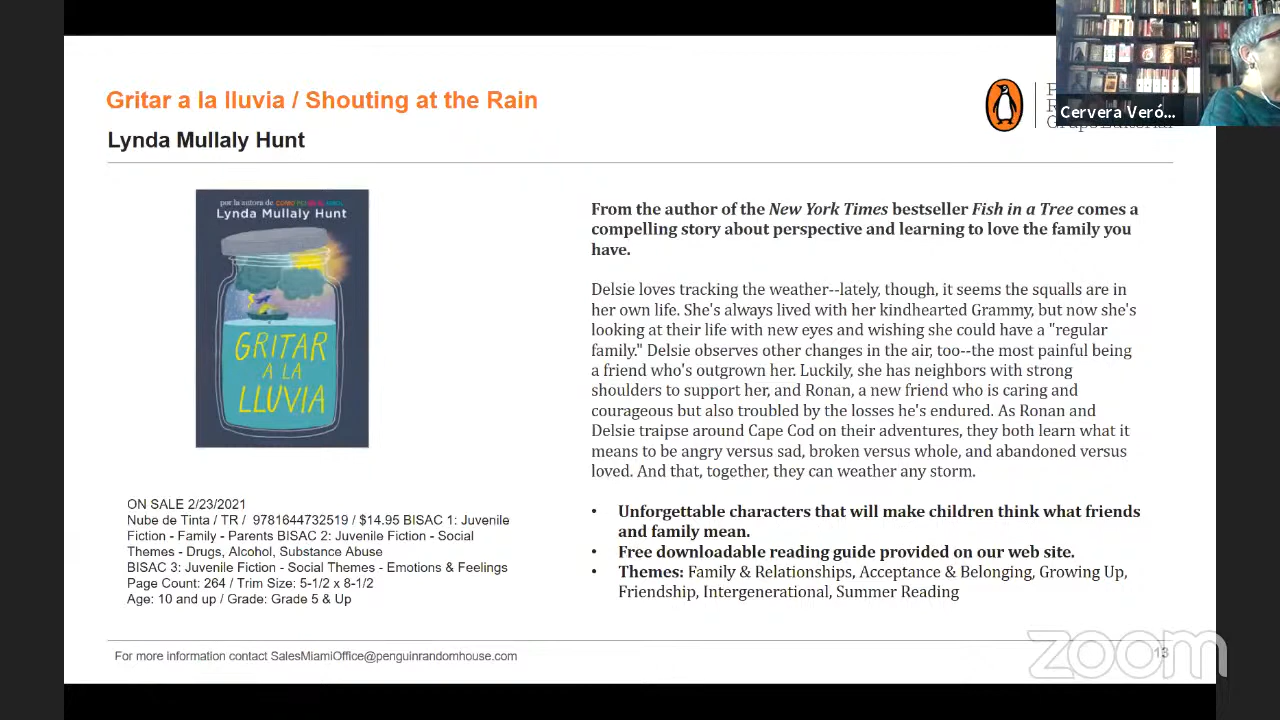 Gritar a la lluvia / Shouting at the Rain
Lynda Mullaly Hunt
Cervera Veró...
por la autora de
Lynda Mullaly Hunt
GRITAR
A LA
LLUVIA
From the author of the New York Times bestseller Fish in a Tree comes a
compelling story about perspective and learning to love the family you
have.
Delsie loves tracking the weather--lately, though, it seems the squalls are in
her own life. She's always lived with her kindhearted Grammy, but now she's
looking at their life with new eyes and wishing she could have a "regular
family." Delsie observes other changes in the air, too--the most painful being
a friend who's outgrown her. Luckily, she has neighbors with strong
shoulders to support her, and Ronan, a new friend who is caring and
courageous but also troubled by the losses he's endured. As Ronan and
Delsie traipse around Cape Cod on their adventures, they both learn what it
means to be angry versus sad, broken versus whole, and abandoned versus
loved. And that, together, they can weather any storm.
• Unforgettable characters that will make children think what friends
and family mean.
• Free downloadable reading guide provided on our web site.
• Themes: Family & Relationships, Acceptance & Belonging, Growing Up,
Friendship, Intergenerational, Summer Reading
ON SALE 2/23/2021
Nube de Tinta / TR / 9781644732519 / $14.95 BISAC 1: Juvenile
Fiction - Family - Parents BISAC 2: Juvenile Fiction - Social
Themes - Drugs, Alcohol, Substance Abuse
BISAC 3: Juvenile Fiction - Social Themes - Emotions & Feelings
Page Count: 264 / Trim Size: 5-1/2 x 8-1/2
Age: 10 and up / Grade: Grade 5 & Up
For more information contact SalesMiamiOffice@penguinrandomhouse.com
13
zoom